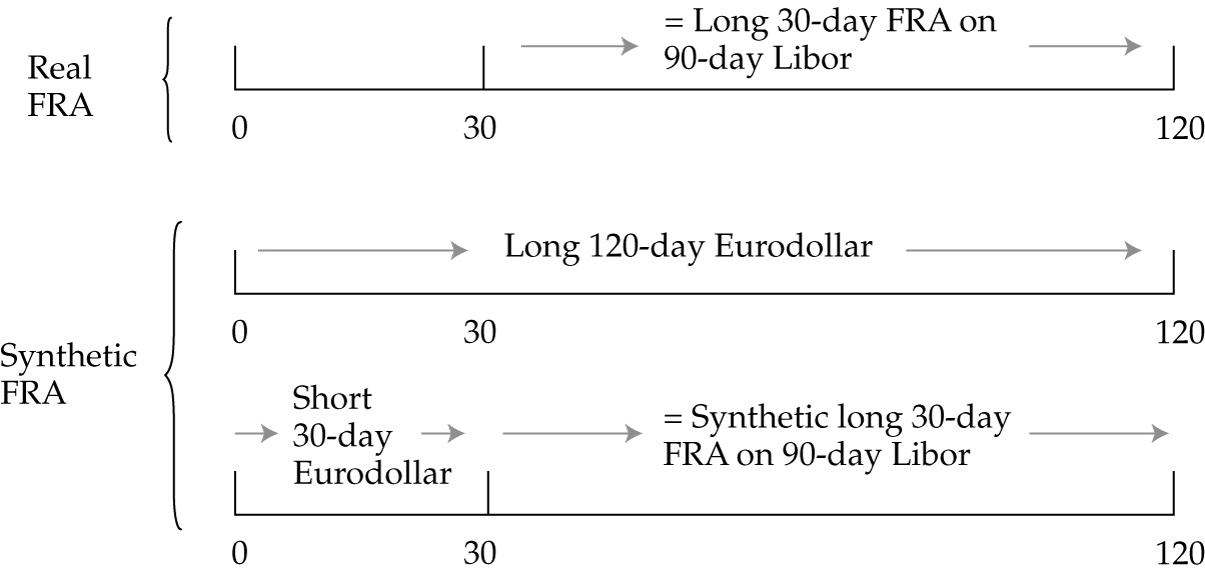 = Long 30-day FRA on
90-day Libor
Real
FRA
0 30 120
Long 120-day Eurodollar
0 30 120
Synthetic
FRA
Short
30-day
Eurodollar
= Synthetic long 30-day
FRA on 90-day Libor
0 30 120